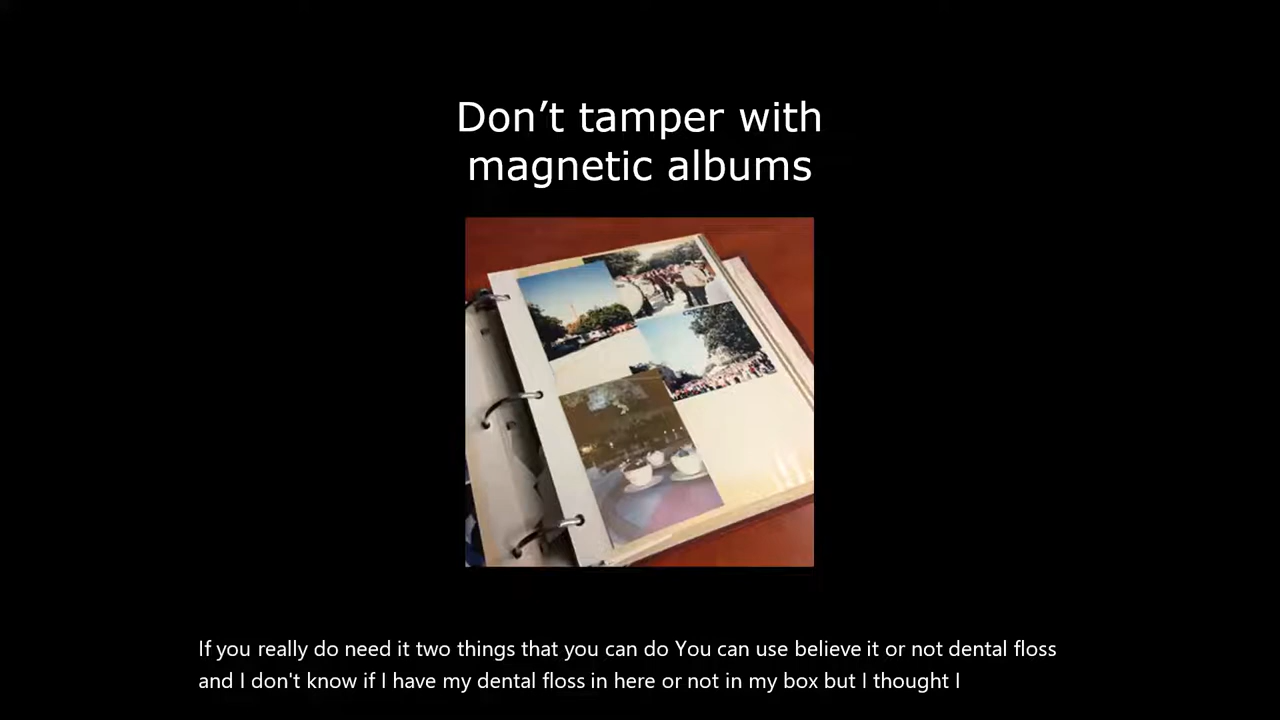 Don’t tamper with
magnetic albums
If you really do need it two things that you can do You can use believe it or not dental floss
and I don't know if I have my dental floss in here or not in my box but I thought I